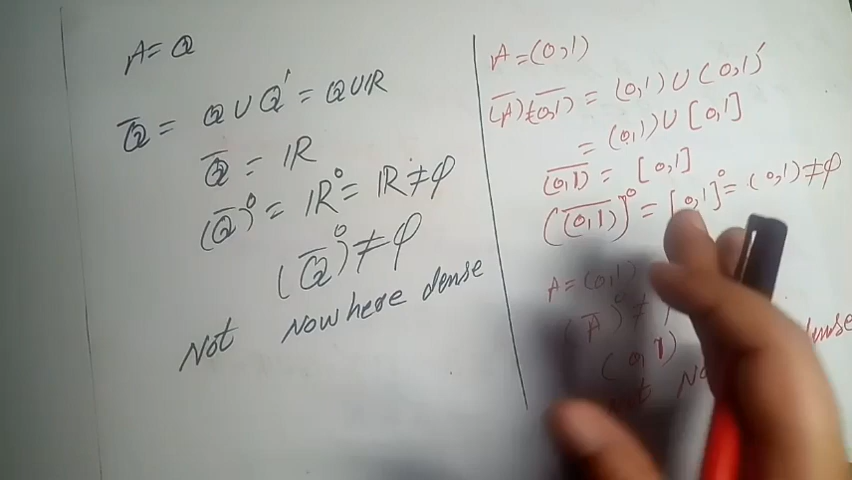 A = Q
Q̅ = Q ∪ Q' = Q ∪ ℝ
Q̅ = ℝ
(Q̅)° = ℝ° = ℝ ≠ φ
(Q̅)° ≠ φ
Not Nowhere dense
A = (0,1)
(A̅) = (0,1)̅ = (0,1) ∪ (0,1)'
= (0,1) ∪ [0,1]
(0,1)̅ = [0,1]
((0,1)̅)° = [0,1]° = (0,1) ≠ φ
A = (0,1)
(A̅)° ≠
(0,1)